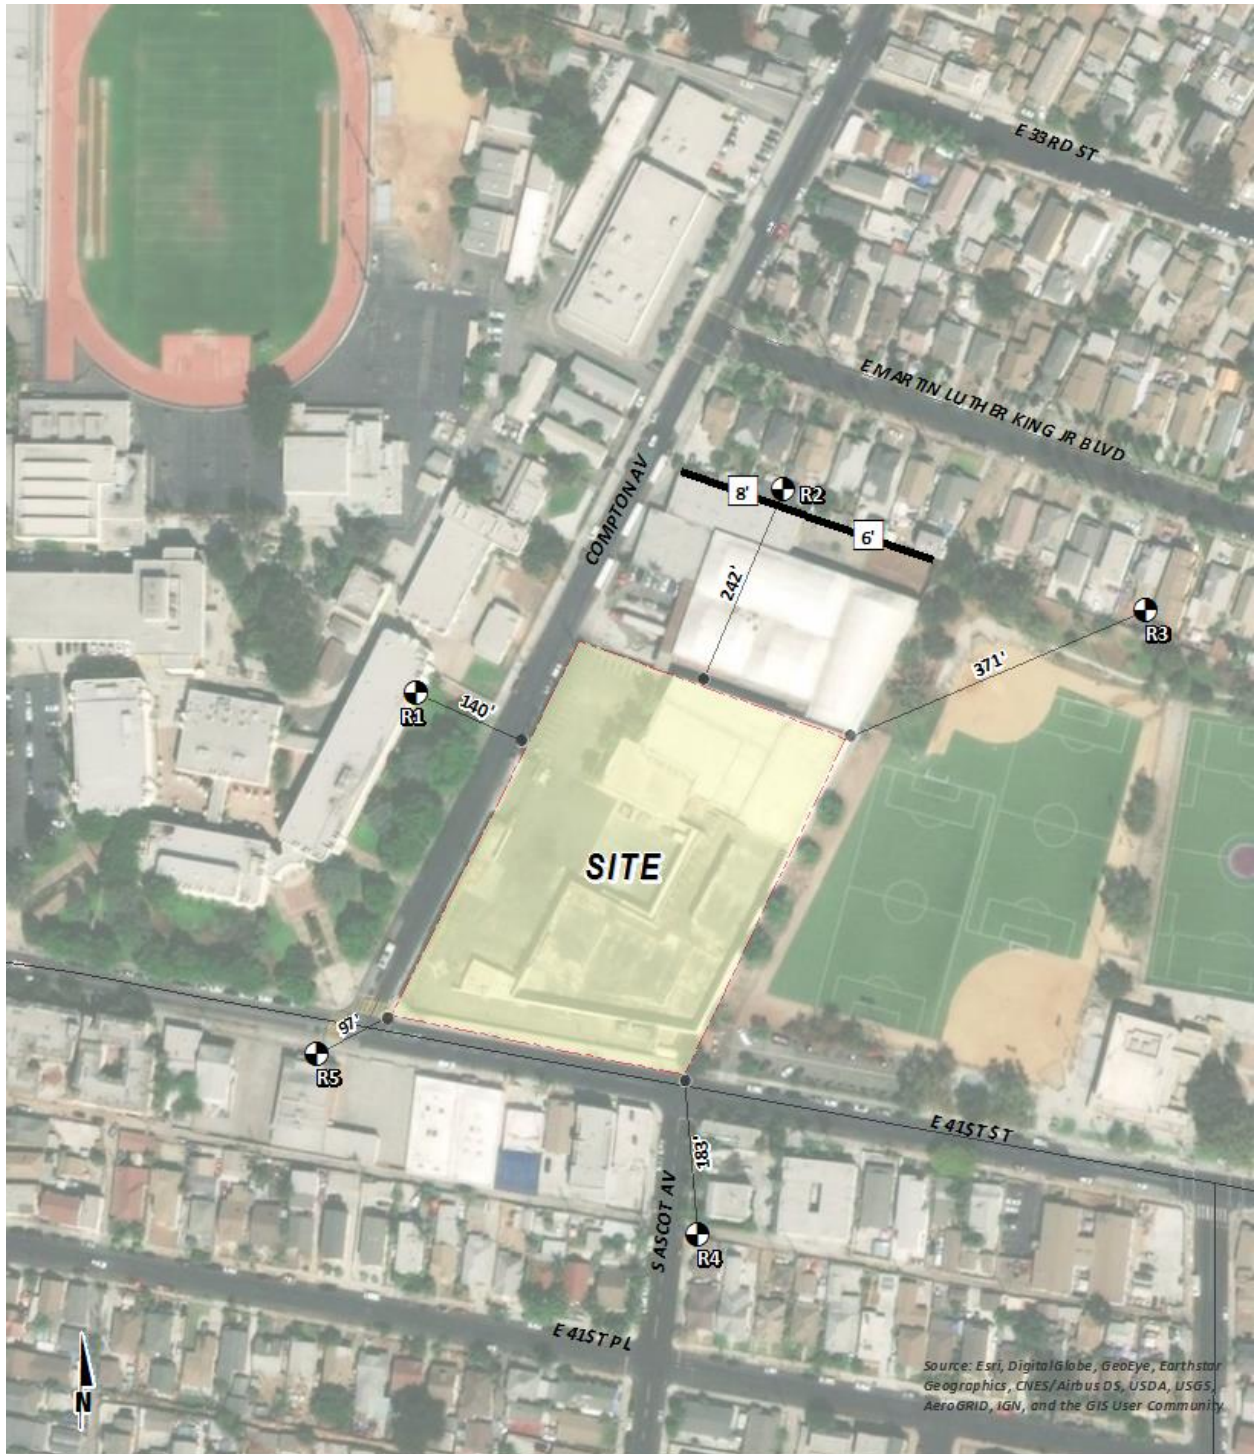 E 33RD ST
E MARTIN LUTHER KING JR BLVD
COMPTON AV
8'
R2
6'
242'
R3
371'
R1
140'
SITE
97'
R5
E 41ST ST
183'
S ASCOT AV
R4
E 41ST PL
N
Source: Esri, DigitalGlobe, GeoEye, Earthstar
Geographics, CNES/Airbus DS, USDA, USGS,
AeroGRID, IGN, and the GIS User Community